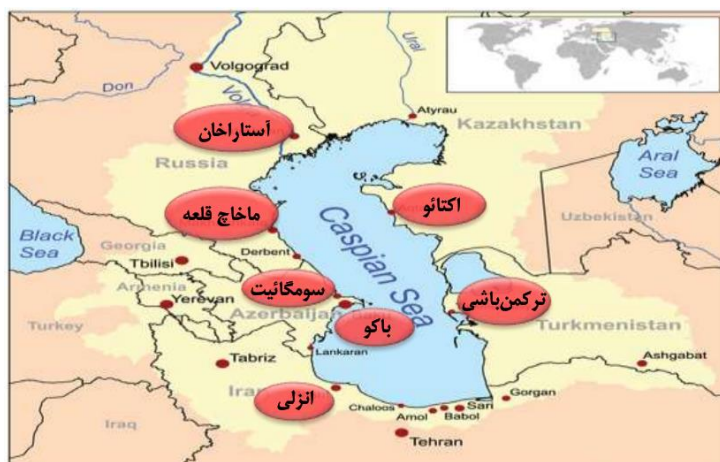 Volgograd
Don
Volga
Ural
Atyrau
آستاراخان
Kazakhstan
Russia
Aral
Sea
ماخاچ قلعه
اکتائو
Uzbekistan
Black
Sea
Georgia
Tbilisi
Derbent
Caspian Sea
Armenia
Yerevan
سومگائیت
ترکمن‌باشی
Azerbaijan
باکو
Turkey
Turkmenistan
Lankaran
Tabriz
Ashgabat
Iran
انزلی
Chaloos
Amol
Babol
Sari
Gorgan
Iraq
Tehran